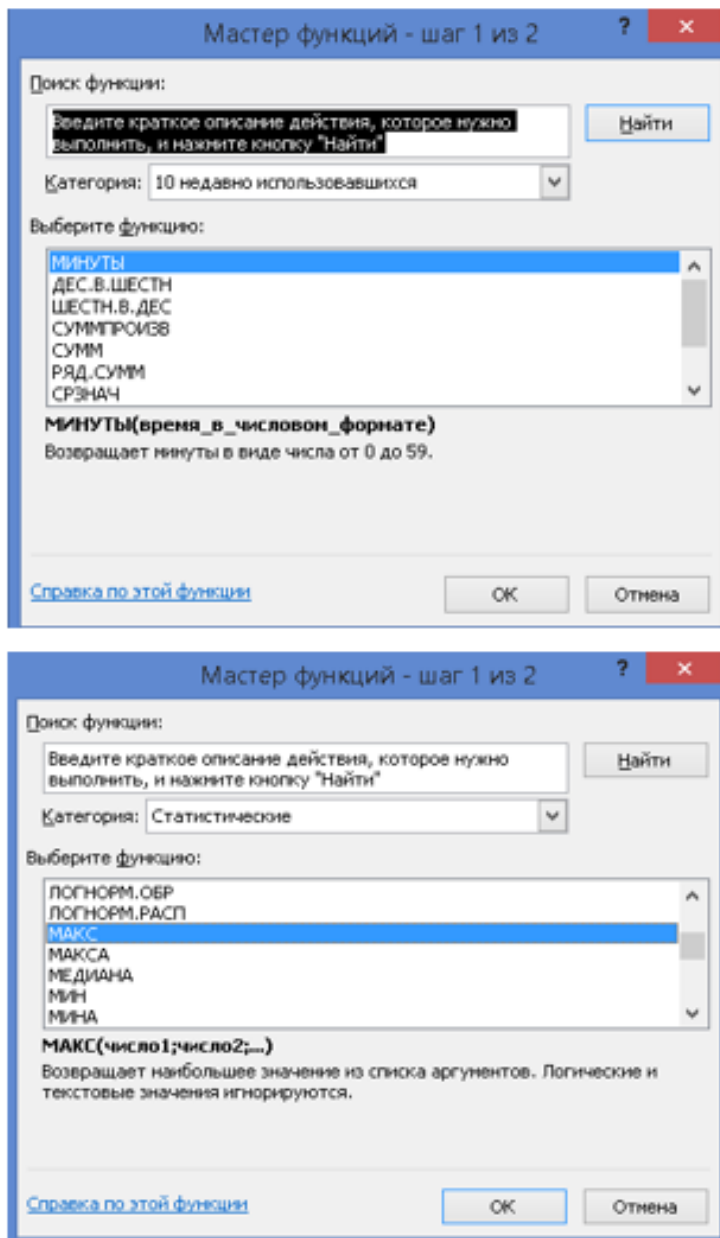 Мастер функций - шаг 1 из 2
?
×
Поиск функции:
Введите краткое описание действия, которое нужно
выполнить, и нажмите кнопку "Найти"
Найти
Категория: 10 недавно использовавшихся
Выберите функцию:
МИНУТЫ
ДЕС.В.ШЕСТН
ШЕСТН.В.ДЕС
СУММПРОИЗВ
СУММ
РЯД.СУММ
СРЗНАЧ
МИНУТЫ(время_в_числовом_формате)
Возвращает минуты в виде числа от 0 до 59.
Справка по этой функции
ОК
Отмена
Мастер функций - шаг 1 из 2
?
×
Поиск функции:
Введите краткое описание действия, которое нужно
выполнить, и нажмите кнопку "Найти"
Найти
Категория: Статистические
Выберите функцию:
ЛОГНОРМ.ОБР
ЛОГНОРМ.РАСП
МАКС
МАКСА
МЕДИАНА
МИН
МИНА
МАКС(число1;число2;...)
Возвращает наибольшее значение из списка аргументов. Логические и
текстовые значения игнорируются.
Справка по этой функции
ОК
Отмена